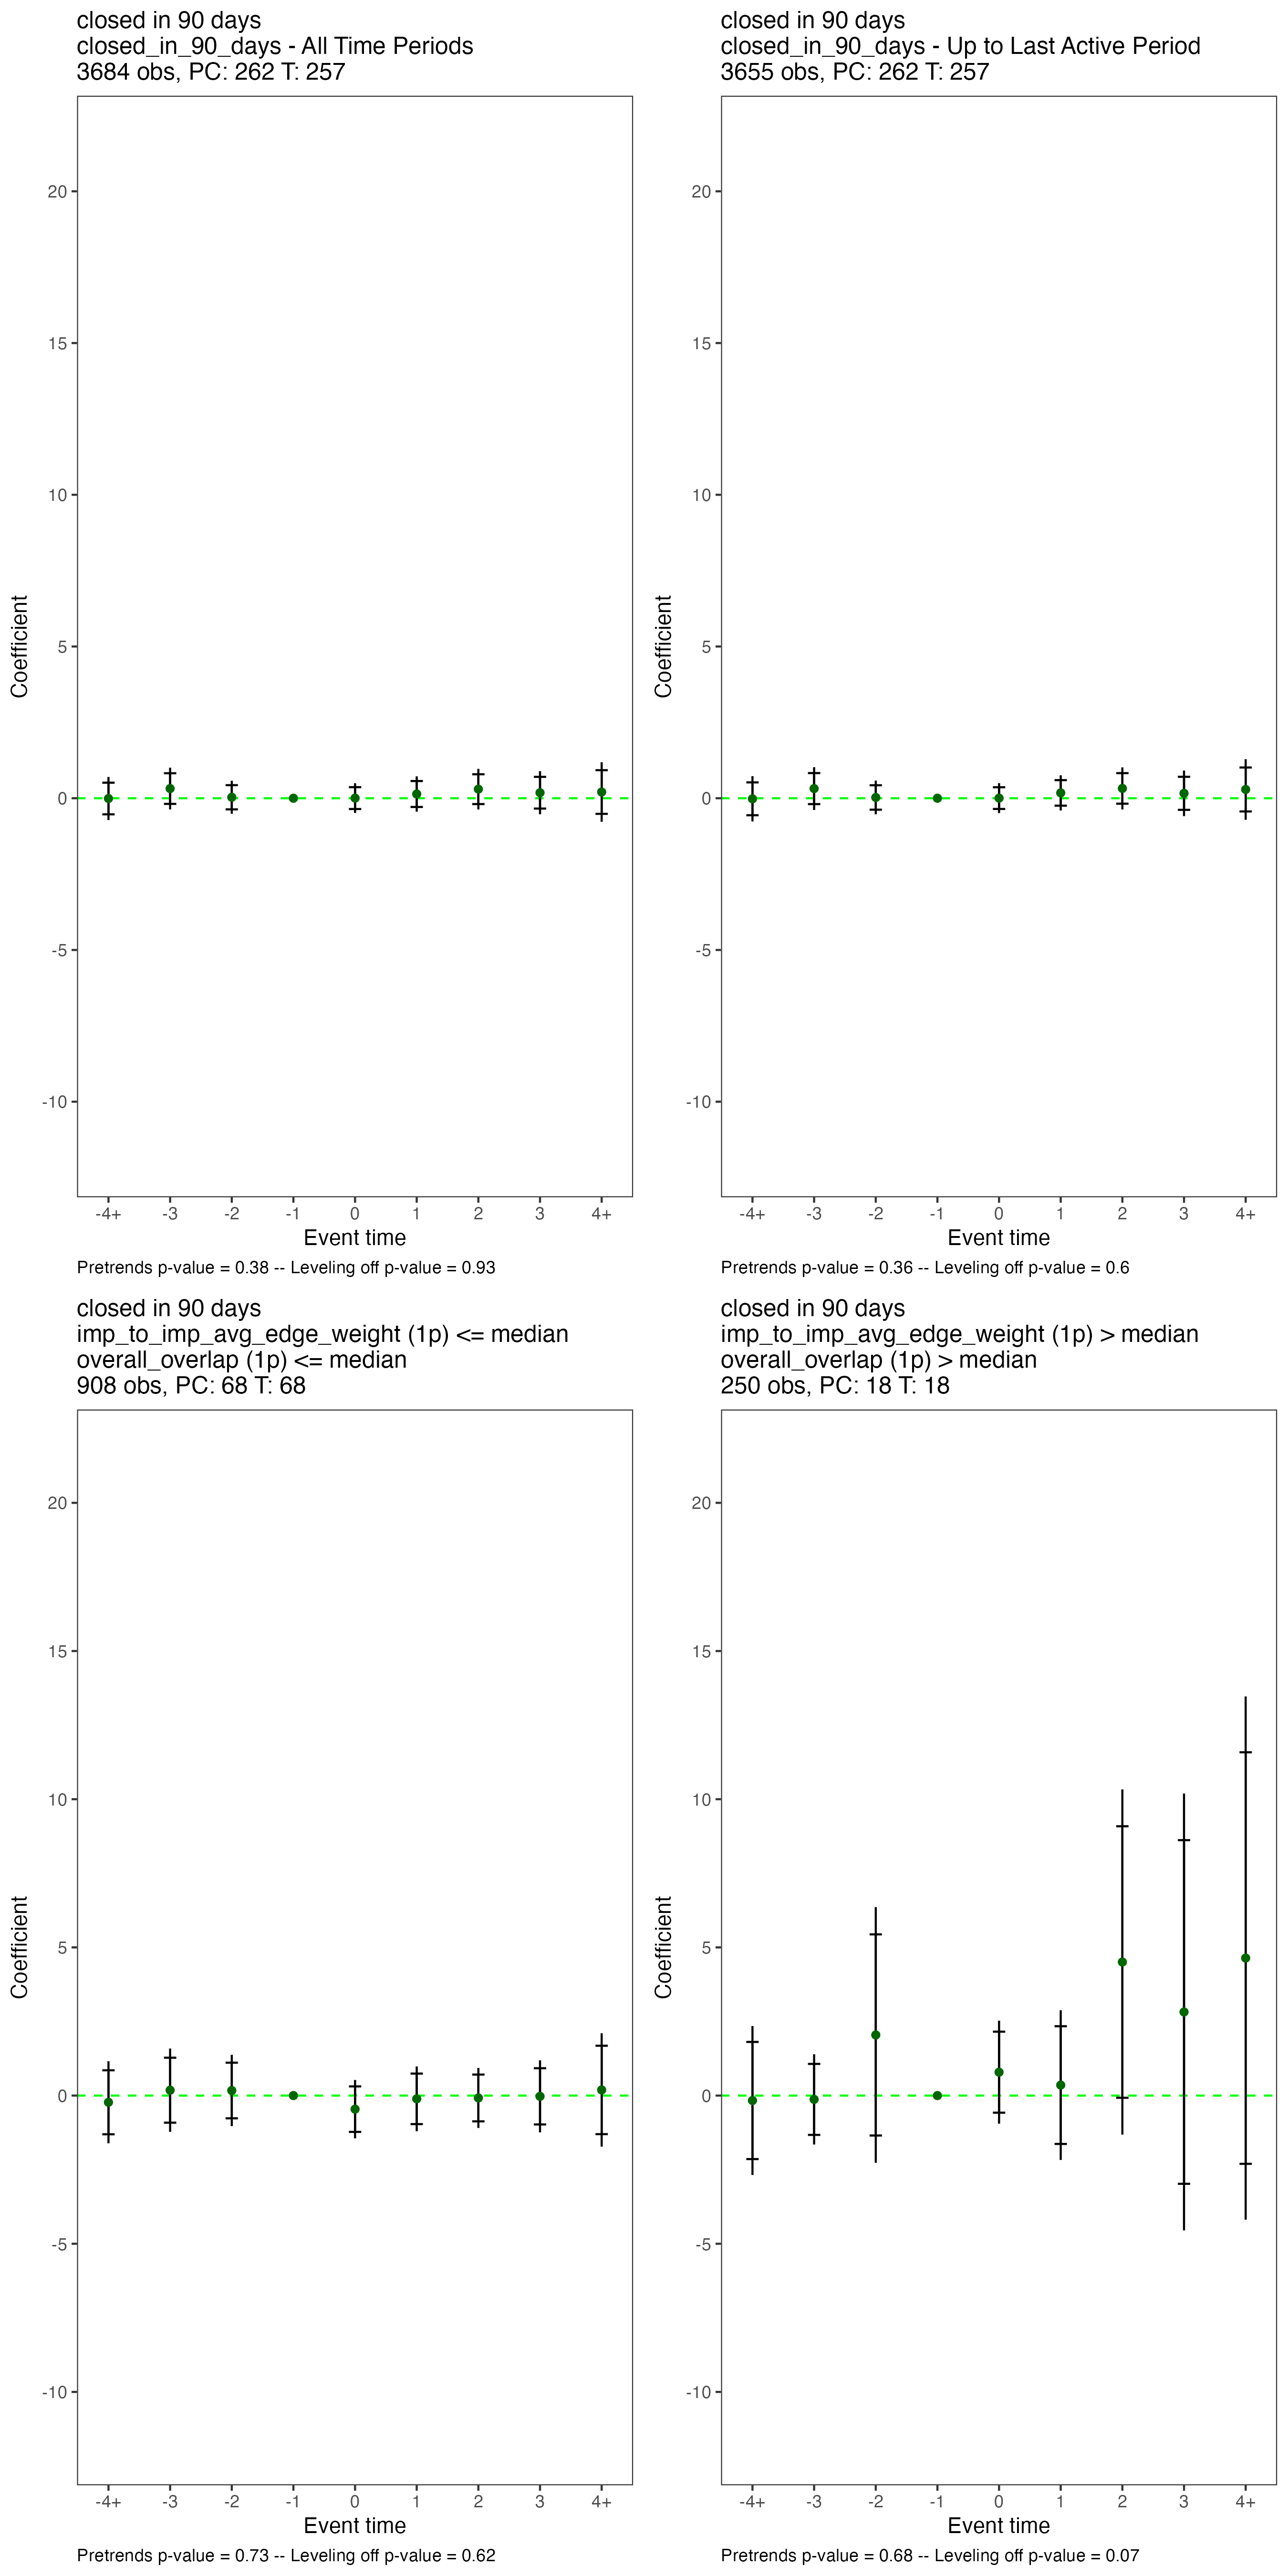 closed in 90 days
closed_in_90_days - All Time Periods
3684 obs, PC: 262 T: 257
Coefficient
20
15
10
5
0
-5
-10
-4+ -3 -2 -1 0 1 2 3 4+
Event time
Pretrends p-value = 0.38 -- Leveling off p-value = 0.93
closed in 90 days
closed_in_90_days - Up to Last Active Period
3655 obs, PC: 262 T: 257
Coefficient
20
15
10
5
0
-5
-10
-4+ -3 -2 -1 0 1 2 3 4+
Event time
Pretrends p-value = 0.36 -- Leveling off p-value = 0.6
closed in 90 days
imp_to_imp_avg_edge_weight (1p) <= median
overall_overlap (1p) <= median
908 obs, PC: 68 T: 68
Coefficient
20
15
10
5
0
-5
-10
-4+ -3 -2 -1 0 1 2 3 4+
Event time
Pretrends p-value = 0.73 -- Leveling off p-value = 0.62
closed in 90 days
imp_to_imp_avg_edge_weight (1p) > median
overall_overlap (1p) > median
250 obs, PC: 18 T: 18
Coefficient
20
15
10
5
0
-5
-10
-4+ -3 -2 -1 0 1 2 3 4+
Event time
Pretrends p-value = 0.68 -- Leveling off p-value = 0.07